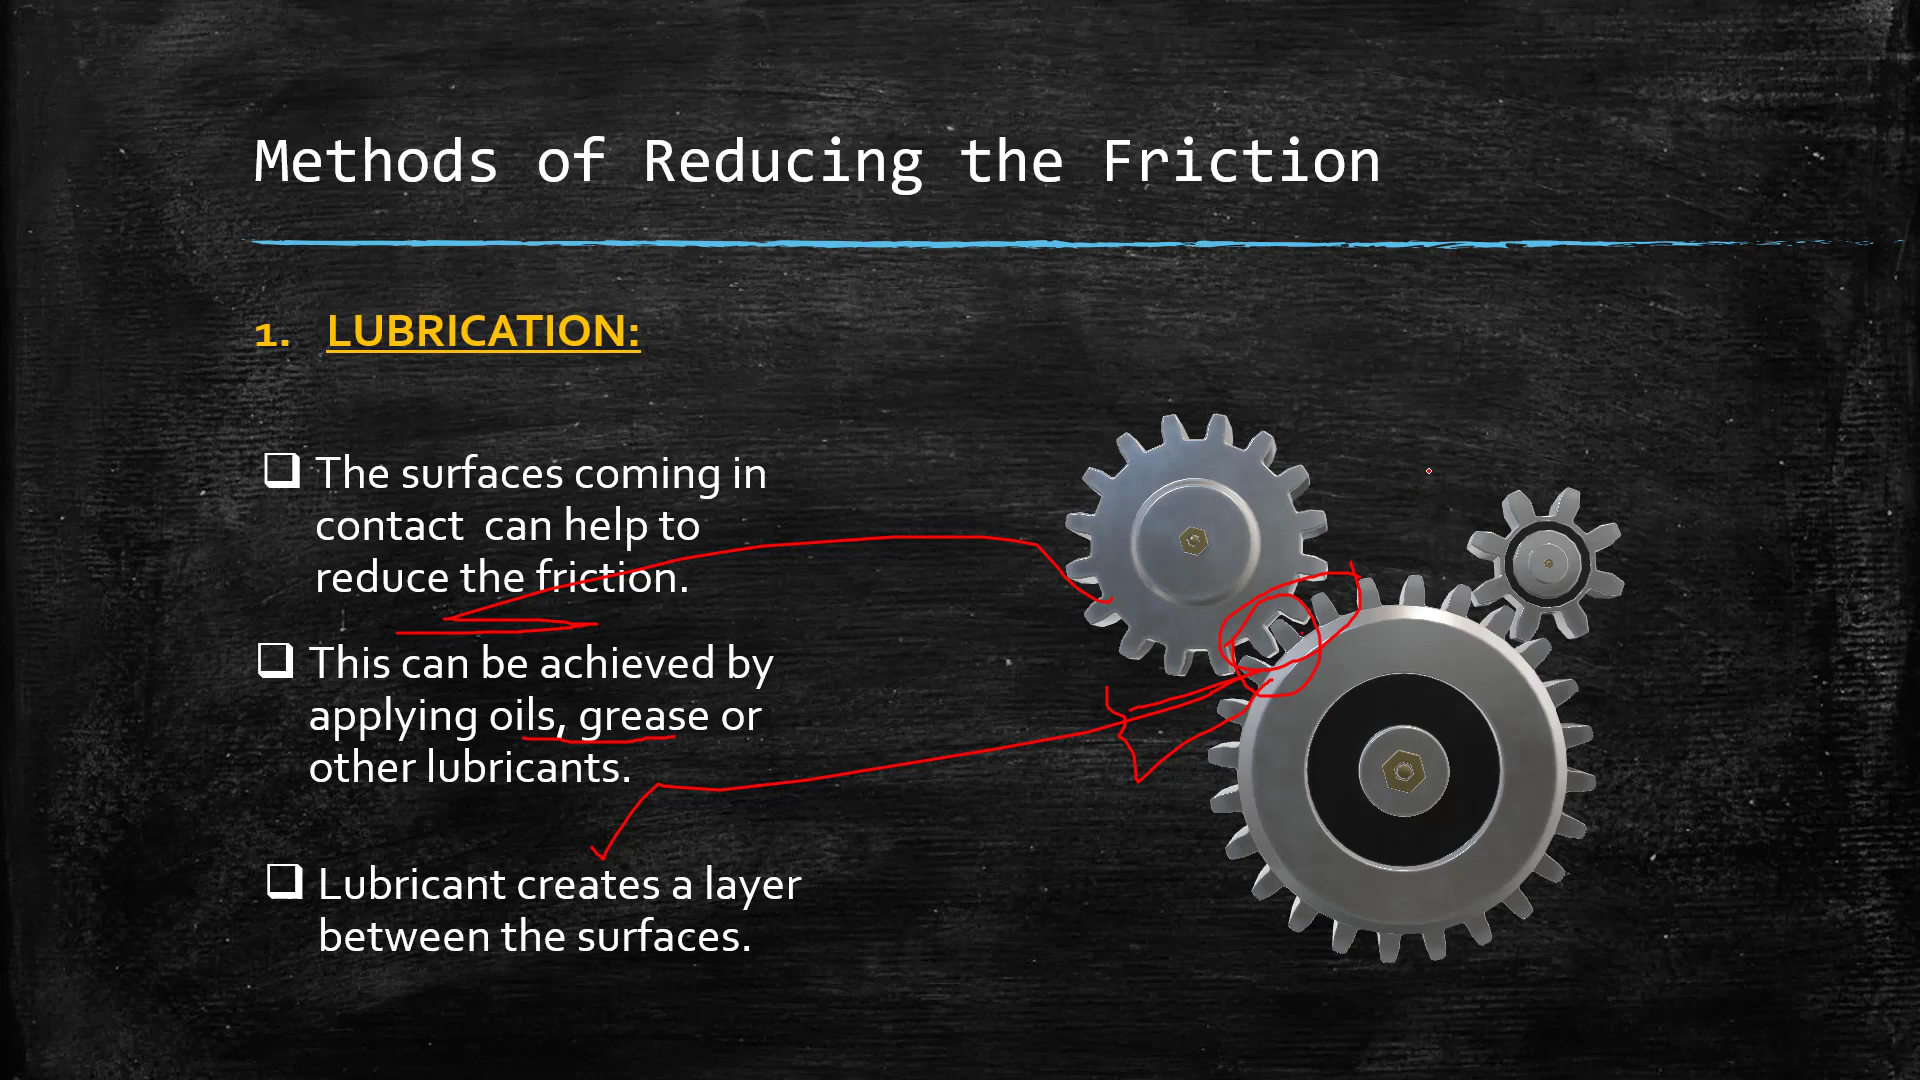 Methods of Reducing the Friction
1. LUBRICATION:
The surfaces coming in
contact can help to
reduce the friction.
This can be achieved by
applying oils, grease or
other lubricants.
Lubricant creates a layer
between the surfaces.